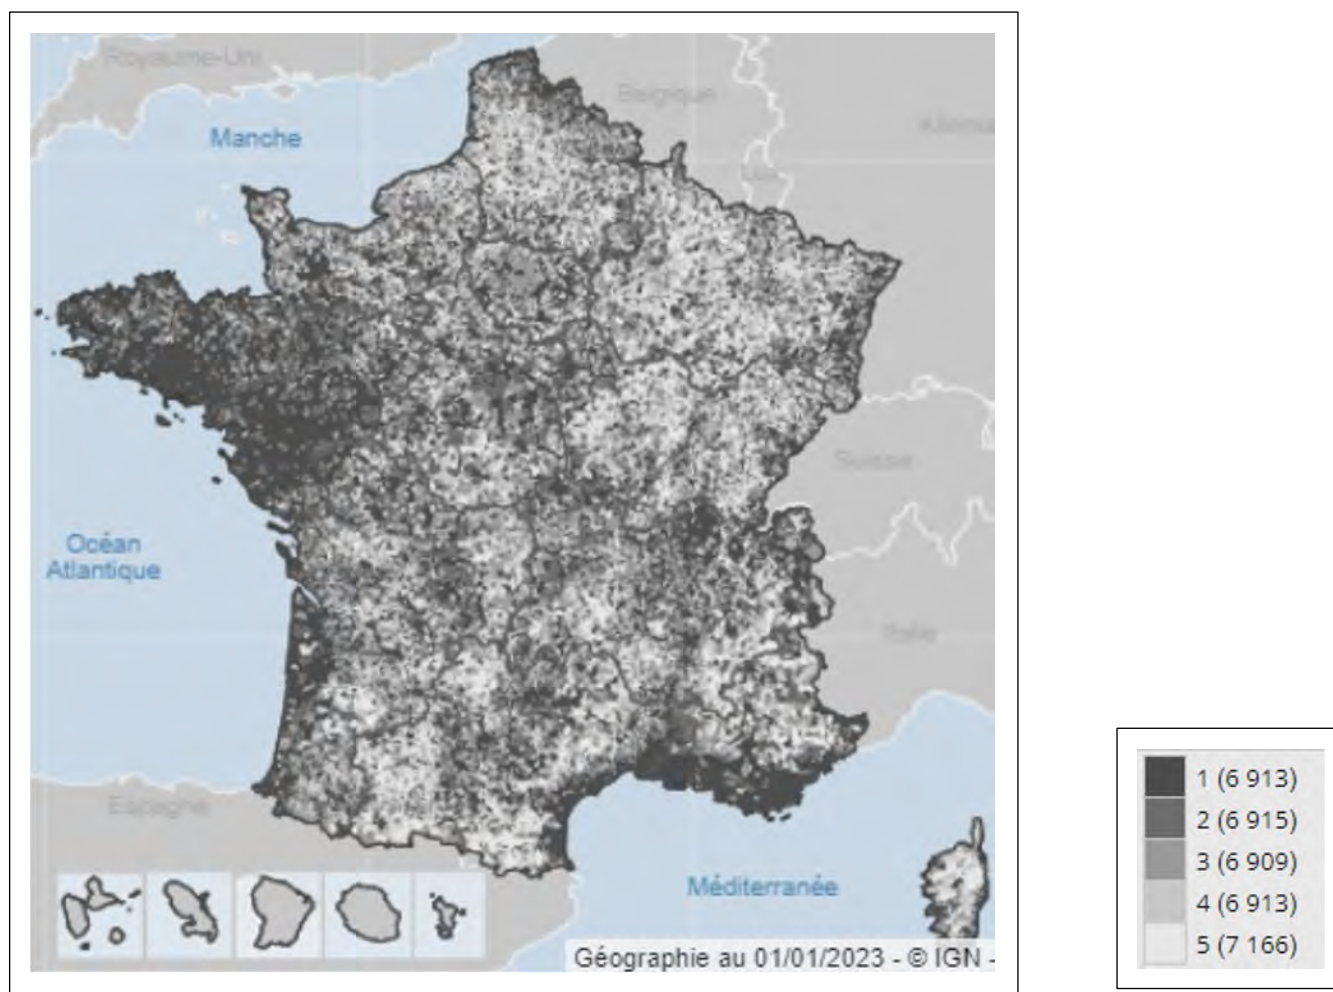 Royaume-Uni
Belgique
Manche
Suisse
Océan
Atlantique
Italie
Espagne
Méditerranée
Géographie au 01/01/2023 - © IGN -
1 (6 913)
2 (6 915)
3 (6 909)
4 (6 913)
5 (7 166)